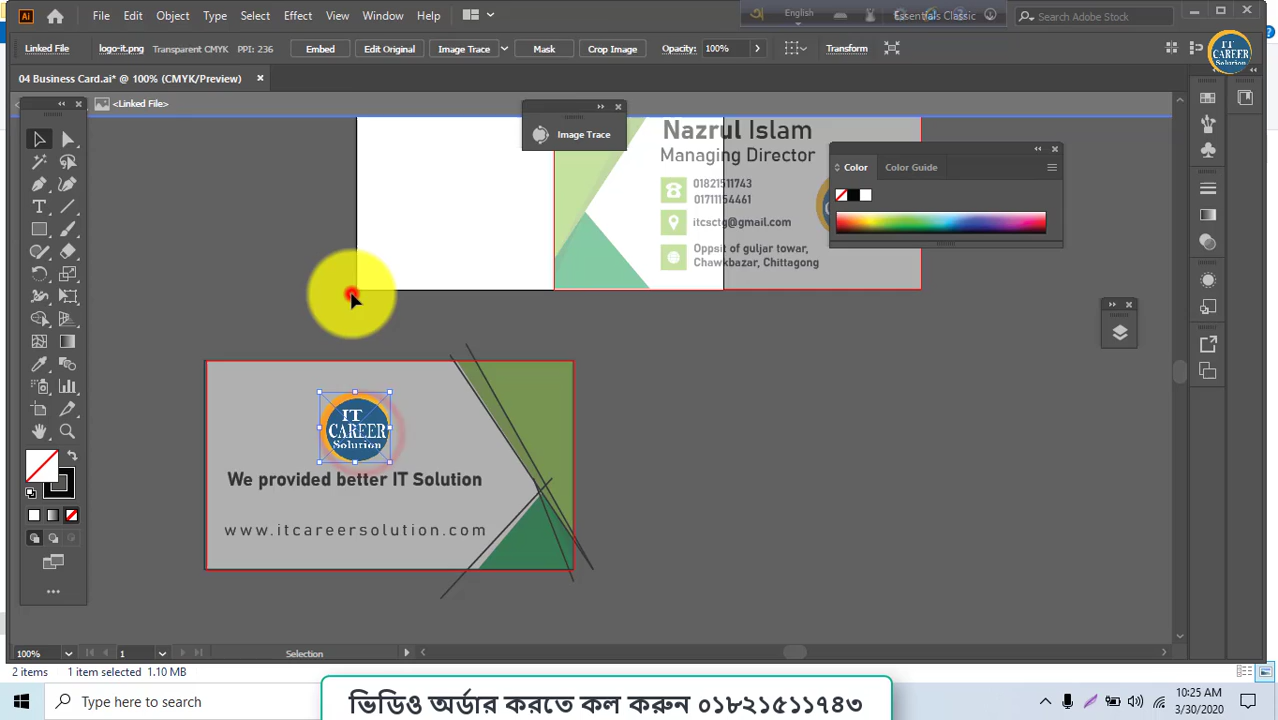 Ai File Edit Object Type Select Effect View Window Help
English
Essentials Classic
Search Adobe Stock
Linked File logo-it.png Transparent CMYK PPI: 236 Embed Edit Original Image Trace Mask Crop Image Opacity: 100% Transform
IT
CAREER
Solution
04 Business Card.ai* @ 100% (CMYK/Preview)
<Linked File>
Image Trace
Nazrul Islam
Managing Director
01821511743
01711154461
itcsctg@gmail.com
Oppsit of guljar towar,
Chawkbazar, Chittagong
Color Color Guide
IT
CAREER
Solution
We provided better IT Solution
www.itcareersolution.com
100% 1 Selection
2 items 1 item selected 1.10 MB
Type here to search
ভিডিও অর্ডার করতে কল করুন ০১৮২১৫১১৭৪৩
10:25 AM
3/30/2020